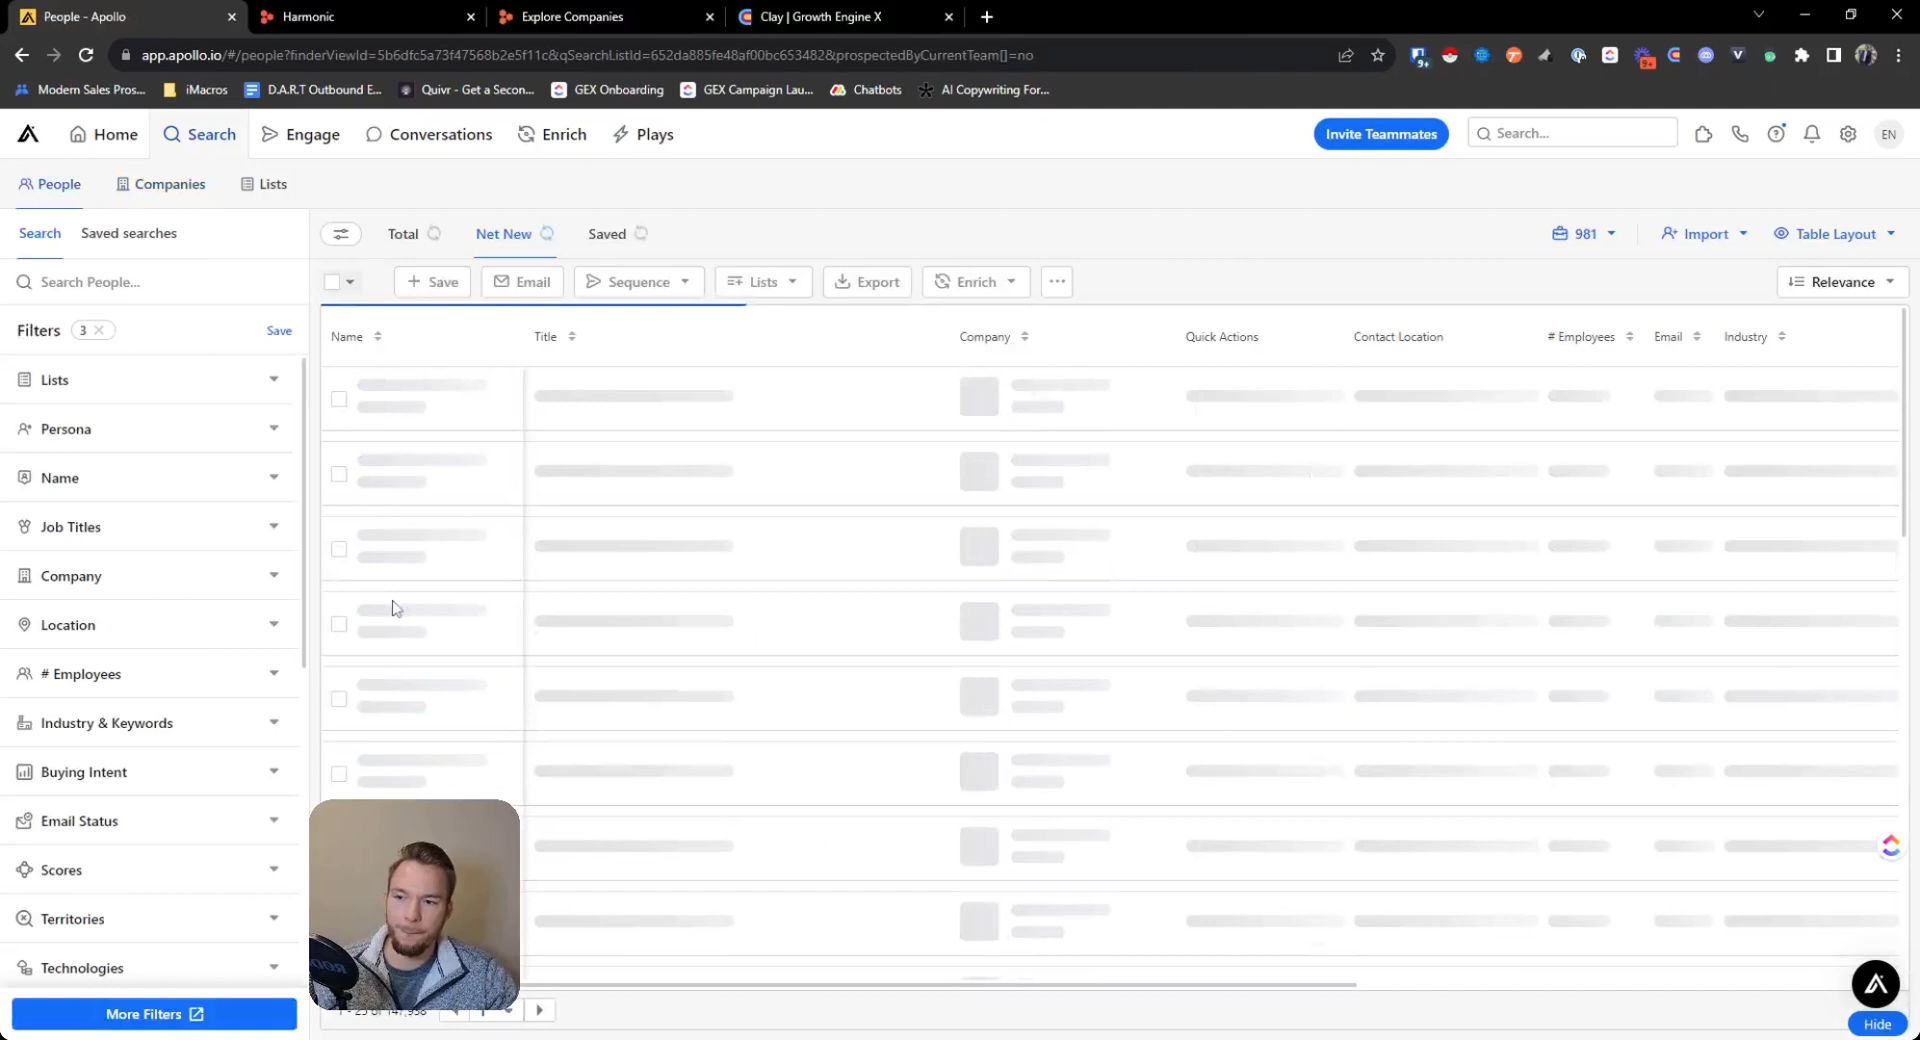 People - Apollo
Harmonic
Explore Companies
Clay | Growth Engine X
app.apollo.io/#/people?finderViewId=5b6dfc5a73f47568b2e5f11c&qSearchListId=652da885fe48af00bc653482&prospectedByCurrentTeam[]=no
Modern Sales Pros...
iMacros
D.A.R.T Outbound E...
Quivr - Get a Secon...
GEX Onboarding
GEX Campaign Lau...
Chatbots
AI Copywriting For...
Home
Search
Engage
Conversations
Enrich
Plays
Invite Teammates
Search...
EN
People
Companies
Lists
Search
Saved searches
Total
Net New
Saved
981
Import
Table Layout
Search People...
Save
Email
Sequence
Lists
Export
Enrich
Relevance
Filters
3
Save
Name
Title
Company
Quick Actions
Contact Location
# Employees
Email
Industry
Lists
Persona
Name
Job Titles
Company
Location
# Employees
Industry & Keywords
Buying Intent
Email Status
Scores
Territories
Technologies
More Filters
Hide